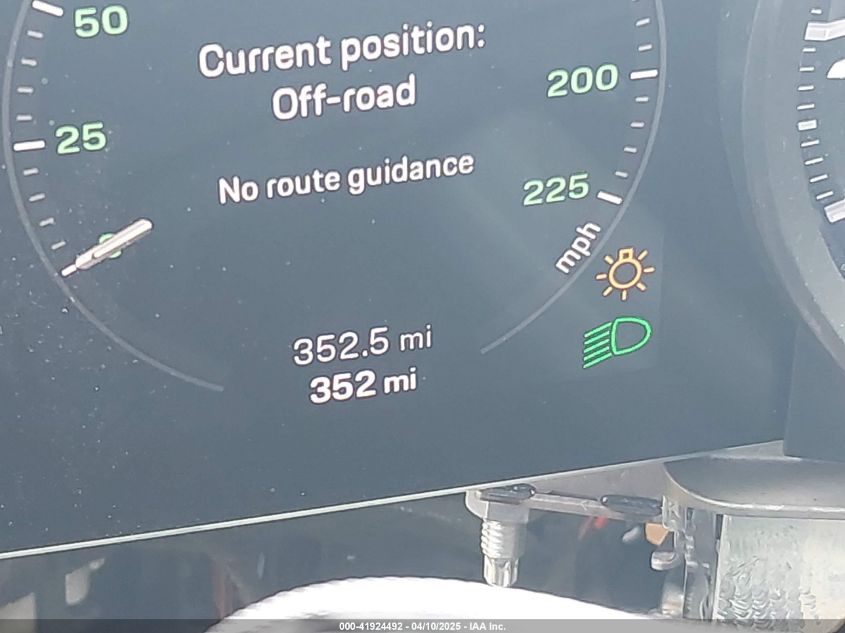 50
Current position:
Off-road
200
25
No route guidance
225
mph
352.5 mi
352 mi
000-41924492 - 04/10/2025 - IAA Inc.